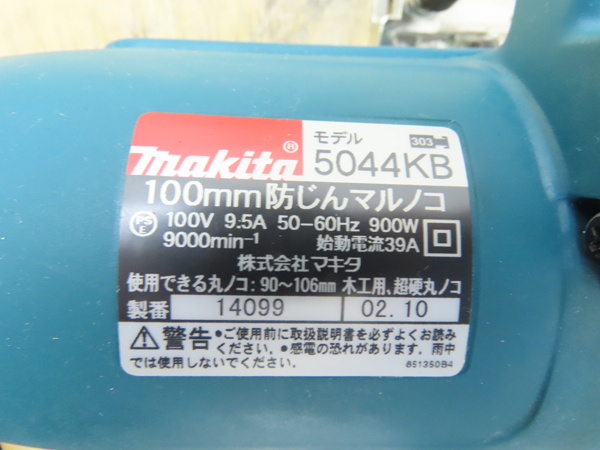 モデル 303
makita® 5044KB
100mm防じんマルノコ
PS E 100V 9.5A 50-60Hz 900W
9000min-1 始動電流39A
株式会社マキタ
使用できる丸ノコ:90~106mm 木工用、超硬丸ノコ
製番 14099 02.10
警告 ●ご使用前に取扱説明書を必ずよくお読み
ください。●感電の恐れがあります。雨中
では使用しないでください。 851350B4